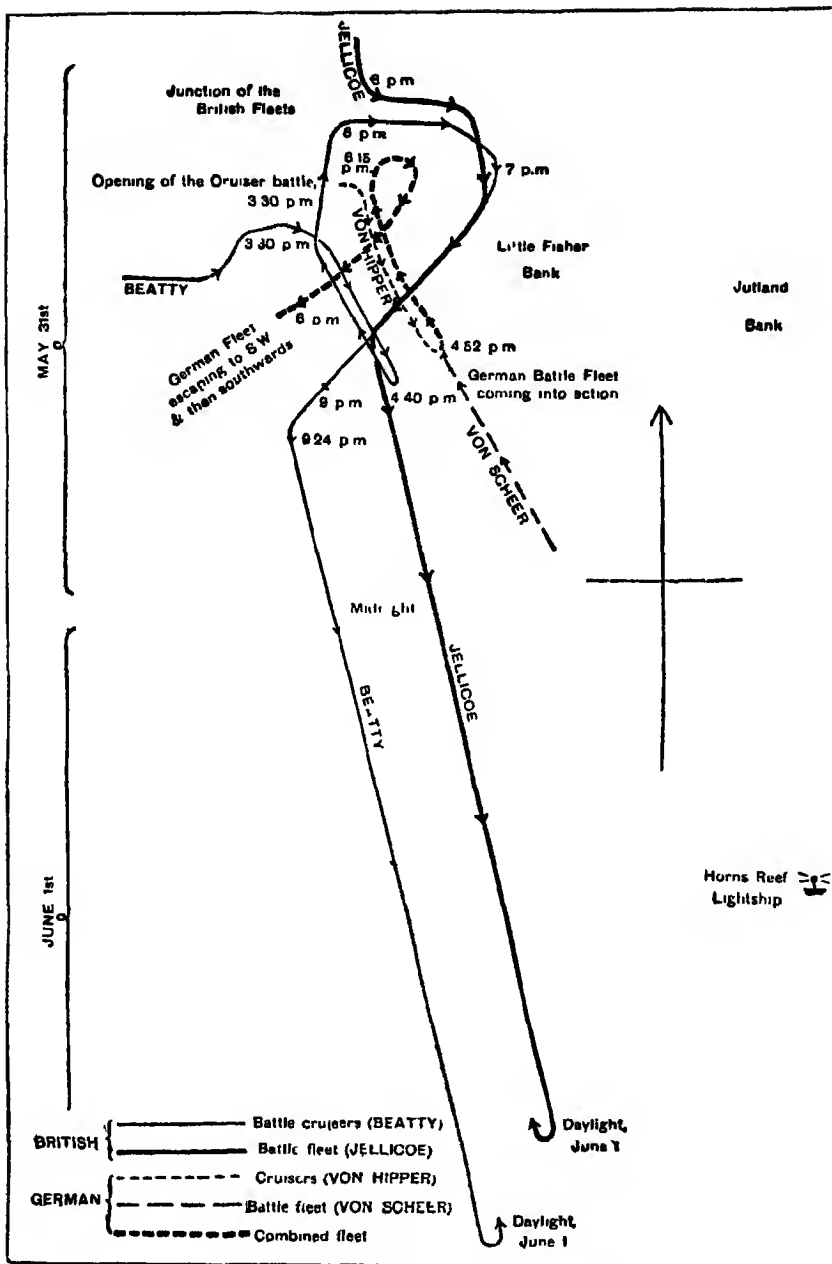 JELLICOE
6 p m
Junction of the
British Fleets
6 p m
6 15
p m.
7 p.m
Opening of the Cruiser battle,
3 30 p m
3 30 p m
VON HIPPER
Little Fisher
Bank
Jutland
Bank
BEATTY
6 p m
German Fleet
escaping to S W
& then southwards
4 52 p m
German Battle Fleet
coming into action
4 40 p m
VON SCHEER
9 p m
9 24 p m
MAY 31st
Midnight
JELLICOE
BEATTY
JUNE 1st
Horns Reef
Lightship
Daylight,
June 1
Daylight,
June 1
BRITISH
Battle cruisers (BEATTY)
Battle fleet (JELLICOE)
GERMAN
Cruisers (VON HIPPER)
Battle fleet (VON SCHEER)
Combined fleet